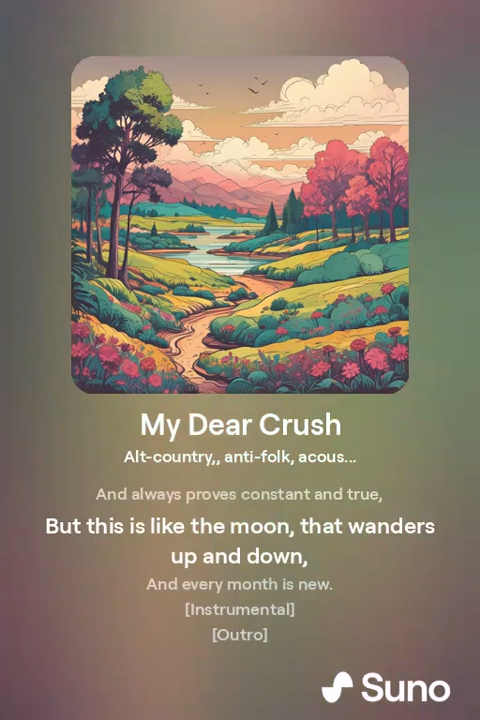 My Dear Crush
Alt-country,, anti-folk, acous...
And always proves constant and true,
But this is like the moon, that wanders
up and down,
And every month is new.
[Instrumental]
[Outro]
Suno